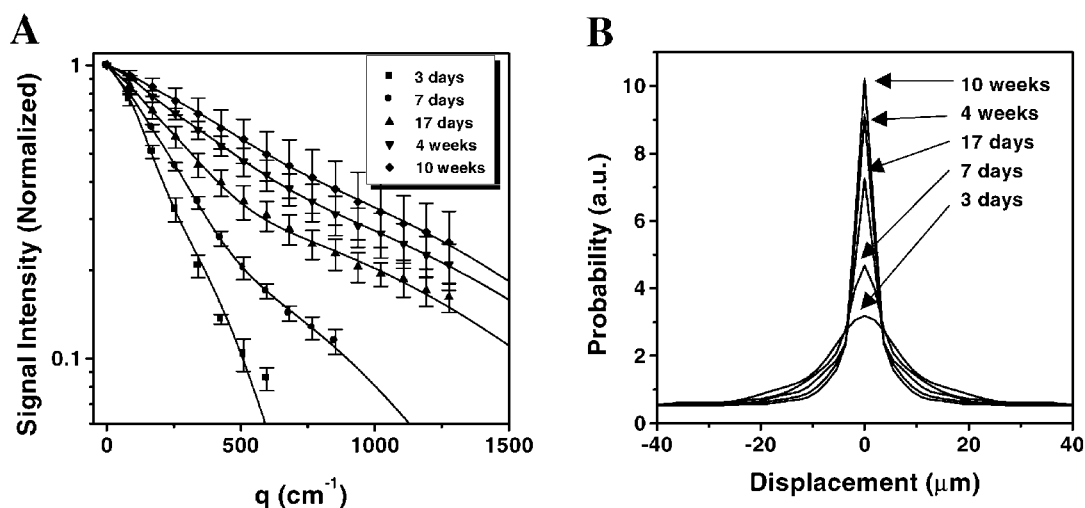 A
Signal Intensity (Normalized)
1
0.1
3 days
7 days
17 days
4 weeks
10 weeks
0
500
1000
1500
q (cm⁻¹)
B
Probability (a.u.)
10
8
6
4
2
0
10 weeks
4 weeks
17 days
7 days
3 days
-40
-20
0
20
40
Displacement (μm)